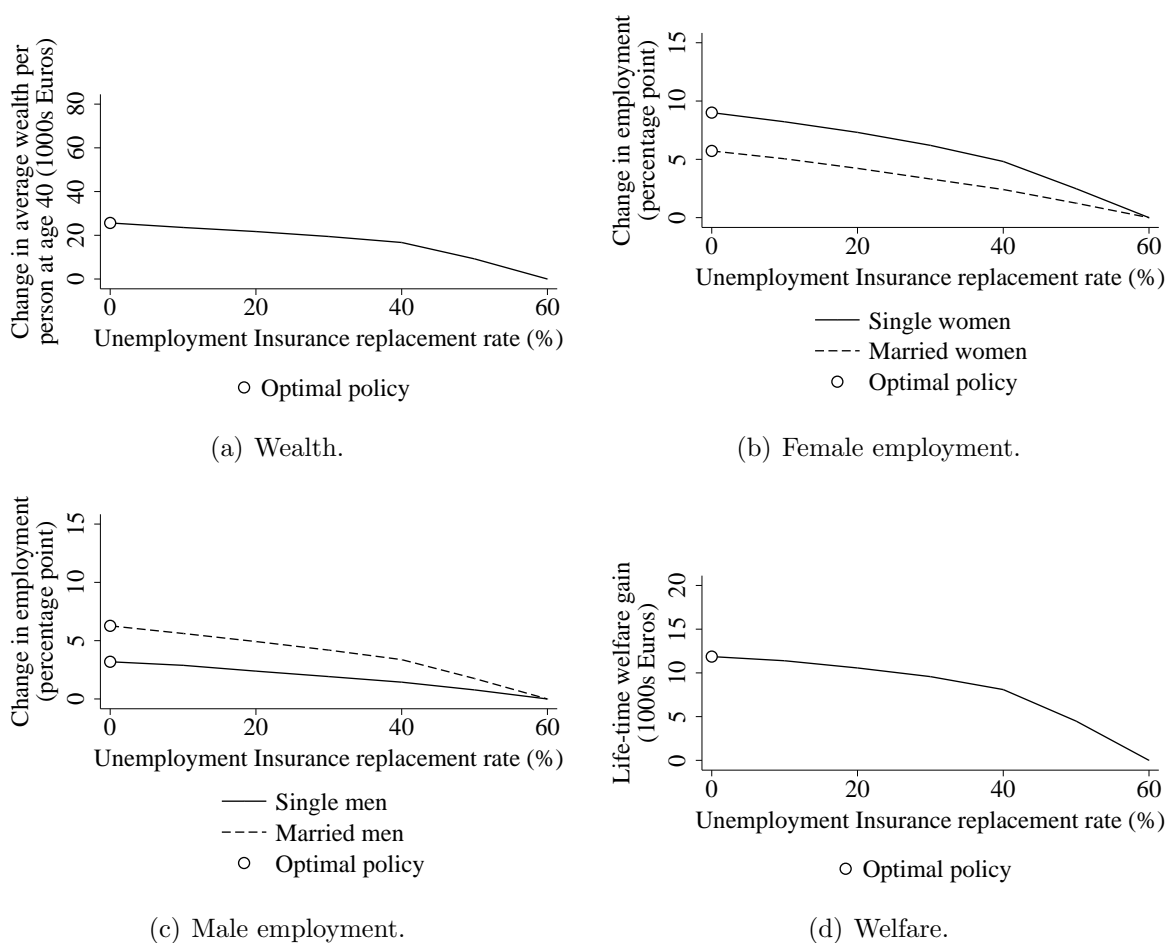 Change in average wealth per
person at age 40 (1000s Euros)
80
60
40
20
0
0 20 40 60
Unemployment Insurance replacement rate (%)
Optimal policy
(a) Wealth.
Change in employment
(percentage point)
15
10
5
0
0 20 40 60
Unemployment Insurance replacement rate (%)
Single women
Married women
Optimal policy
(b) Female employment.
Change in employment
(percentage point)
15
10
5
0
0 20 40 60
Unemployment Insurance replacement rate (%)
Single men
Married men
Optimal policy
(c) Male employment.
Life-time welfare gain
(1000s Euros)
20
15
10
5
0
0 20 40 60
Unemployment Insurance replacement rate (%)
Optimal policy
(d) Welfare.